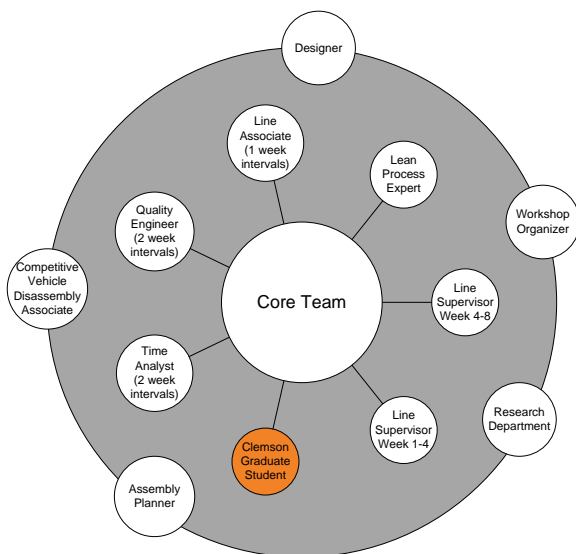 Designer
Line
Associate
(1 week
intervals)
Lean
Process
Expert
Quality
Engineer
(2 week
intervals)
Workshop
Organizer
Competitive
Vehicle
Disassembly
Associate
Core Team
Line
Supervisor
Week 4-8
Time
Analyst
(2 week
intervals)
Line
Supervisor
Week 1-4
Research
Department
Clemson
Graduate
Student
Assembly
Planner